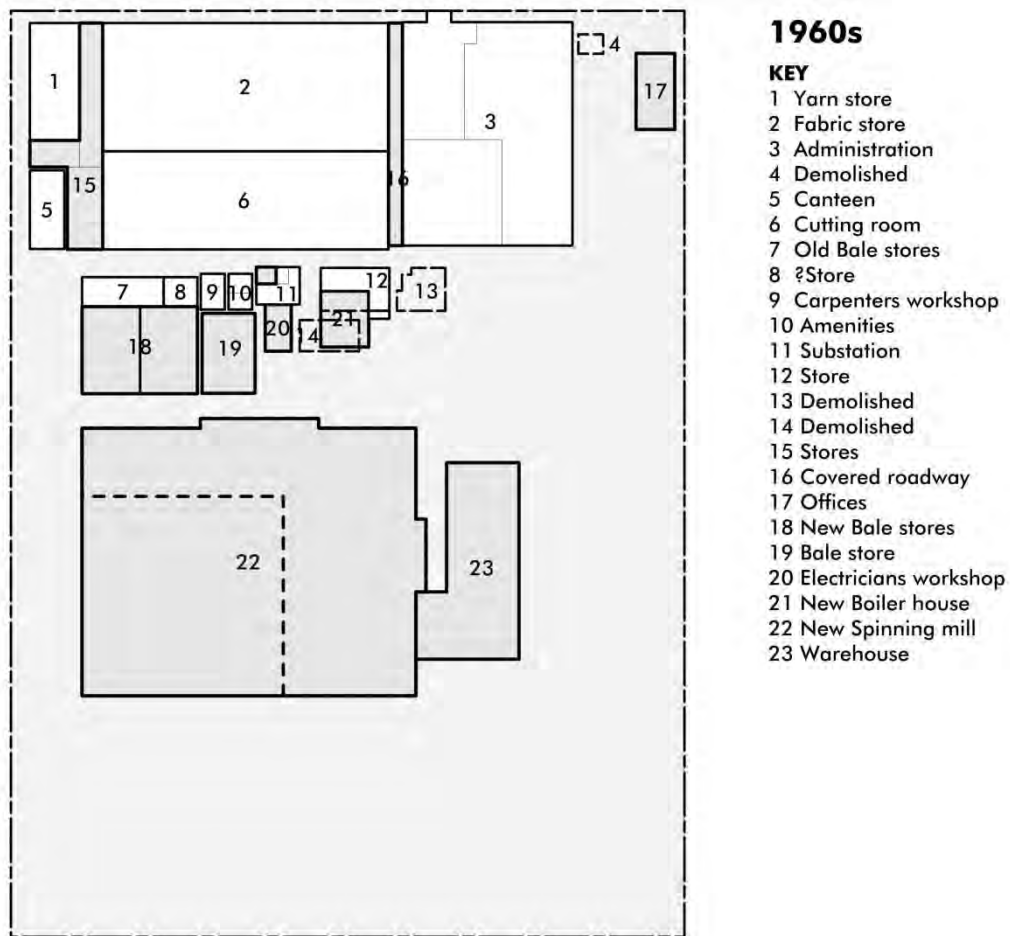 1
2
3
4
17
15
16
5
6
7
8
9
10
11
12
13
18
19
20
14
21
22
23
1960s
KEY
1 Yarn store
2 Fabric store
3 Administration
4 Demolished
5 Canteen
6 Cutting room
7 Old Bale stores
8 ?Store
9 Carpenters workshop
10 Amenities
11 Substation
12 Store
13 Demolished
14 Demolished
15 Stores
16 Covered roadway
17 Offices
18 New Bale stores
19 Bale store
20 Electricians workshop
21 New Boiler house
22 New Spinning mill
23 Warehouse